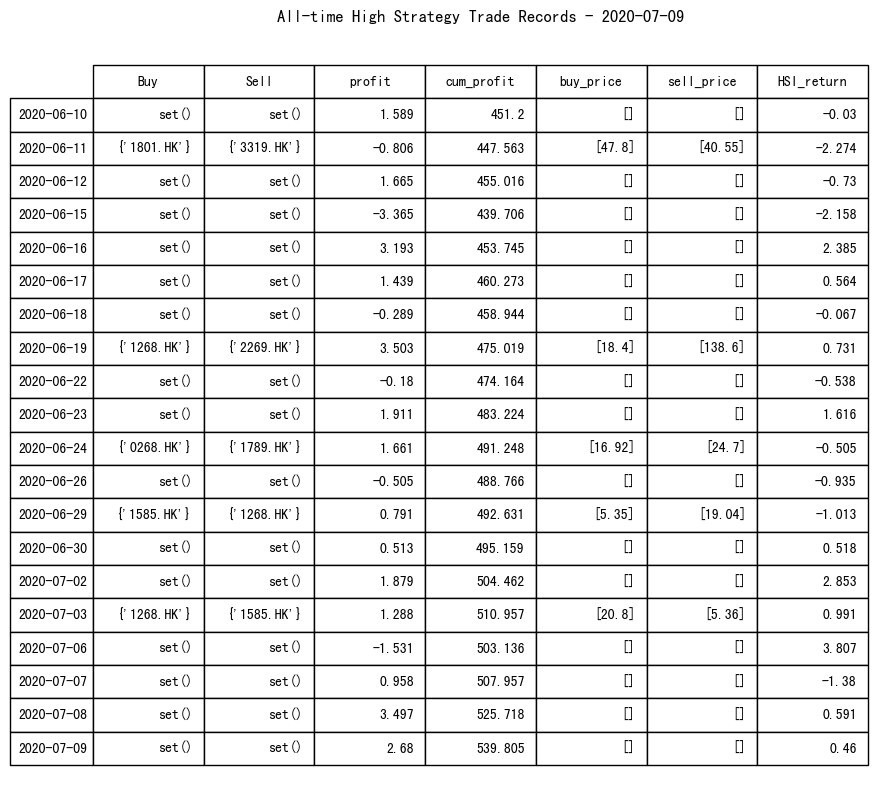 All-time High Strategy Trade Records - 2020-07-09
Buy Sell profit cum_profit buy_price sell_price HSI_return
2020-06-10 set() set() 1.589 451.2 [] [] -0.03
2020-06-11 {'1801.HK'} {'3319.HK'} -0.806 447.563 [47.8] [40.55] -2.274
2020-06-12 set() set() 1.665 455.016 [] [] -0.73
2020-06-15 set() set() -3.365 439.706 [] [] -2.158
2020-06-16 set() set() 3.193 453.745 [] [] 2.385
2020-06-17 set() set() 1.439 460.273 [] [] 0.564
2020-06-18 set() set() -0.289 458.944 [] [] -0.067
2020-06-19 {'1268.HK'} {'2269.HK'} 3.503 475.019 [18.4] [138.6] 0.731
2020-06-22 set() set() -0.18 474.164 [] [] -0.538
2020-06-23 set() set() 1.911 483.224 [] [] 1.616
2020-06-24 {'0268.HK'} {'1789.HK'} 1.661 491.248 [16.92] [24.7] -0.505
2020-06-26 set() set() -0.505 488.766 [] [] -0.935
2020-06-29 {'1585.HK'} {'1268.HK'} 0.791 492.631 [5.35] [19.04] -1.013
2020-06-30 set() set() 0.513 495.159 [] [] 0.518
2020-07-02 set() set() 1.879 504.462 [] [] 2.853
2020-07-03 {'1268.HK'} {'1585.HK'} 1.288 510.957 [20.8] [5.36] 0.991
2020-07-06 set() set() -1.531 503.136 [] [] 3.807
2020-07-07 set() set() 0.958 507.957 [] [] -1.38
2020-07-08 set() set() 3.497 525.718 [] [] 0.591
2020-07-09 set() set() 2.68 539.805 [] [] 0.46